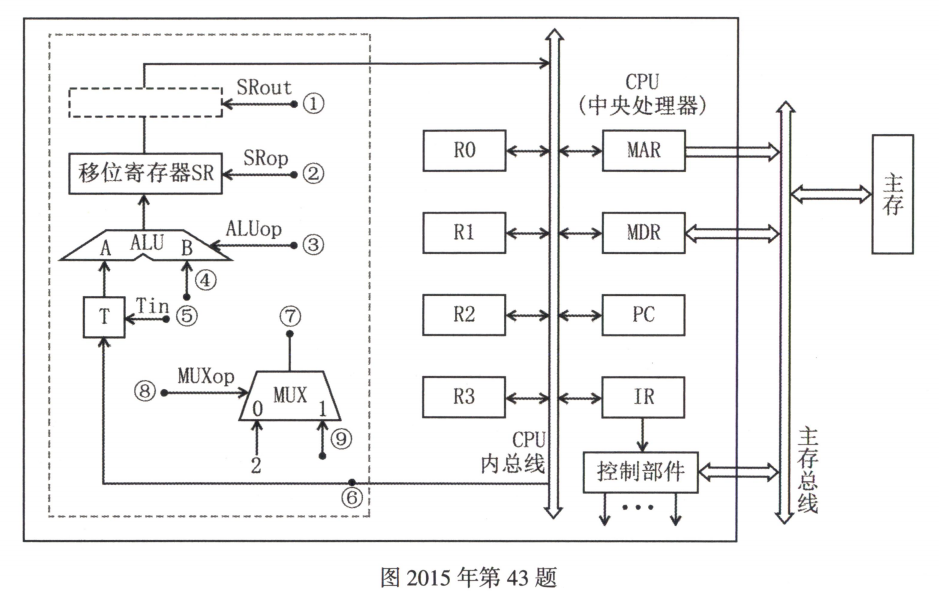 SRout
①
CPU
(中央处理器)
移位寄存器SR
SRop
②
R0
MAR
主存
ALU
ALUop
③
A
B
④
R1
MDR
T
Tin
⑤
⑦
R2
PC
MUXop
⑧
MUX
0
1
⑨
2
R3
IR
CPU
内总线
控制部件
主存总线
⑥
···
图 2015 年第 43 题